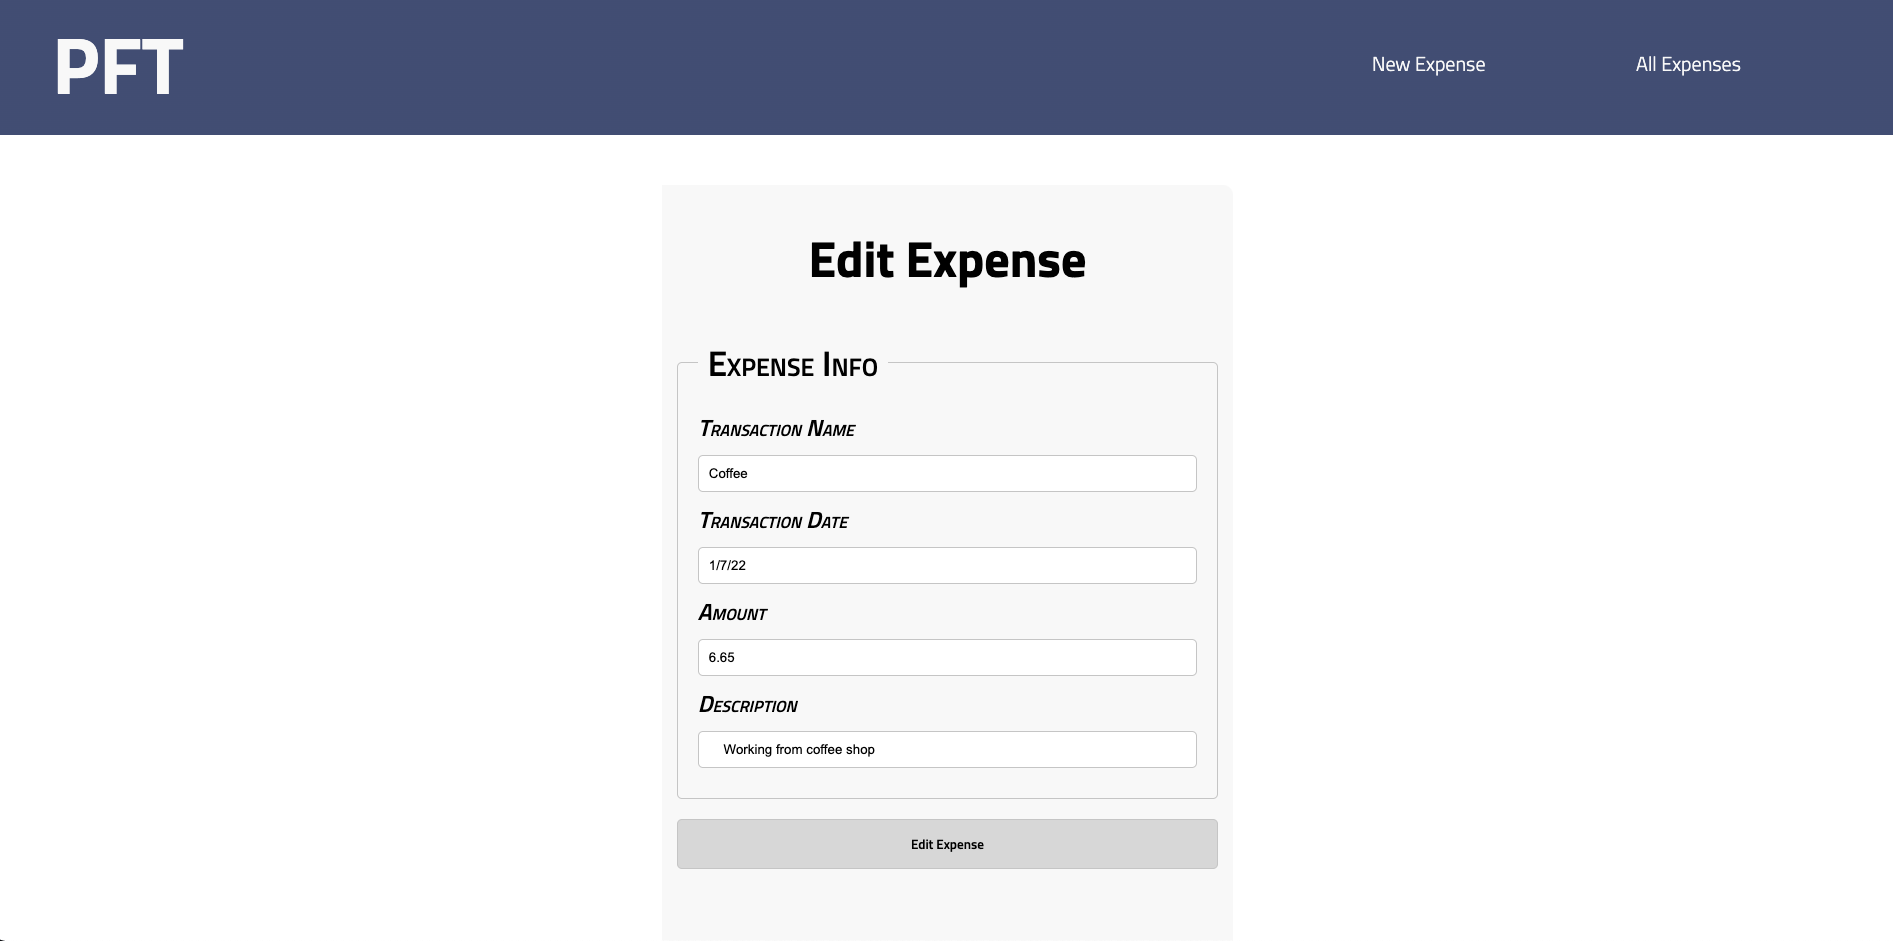 PFT
New Expense
All Expenses
Edit Expense
Expense Info
Transaction Name
Coffee
Transaction Date
1/7/22
Amount
6.65
Description
Working from coffee shop
Edit Expense